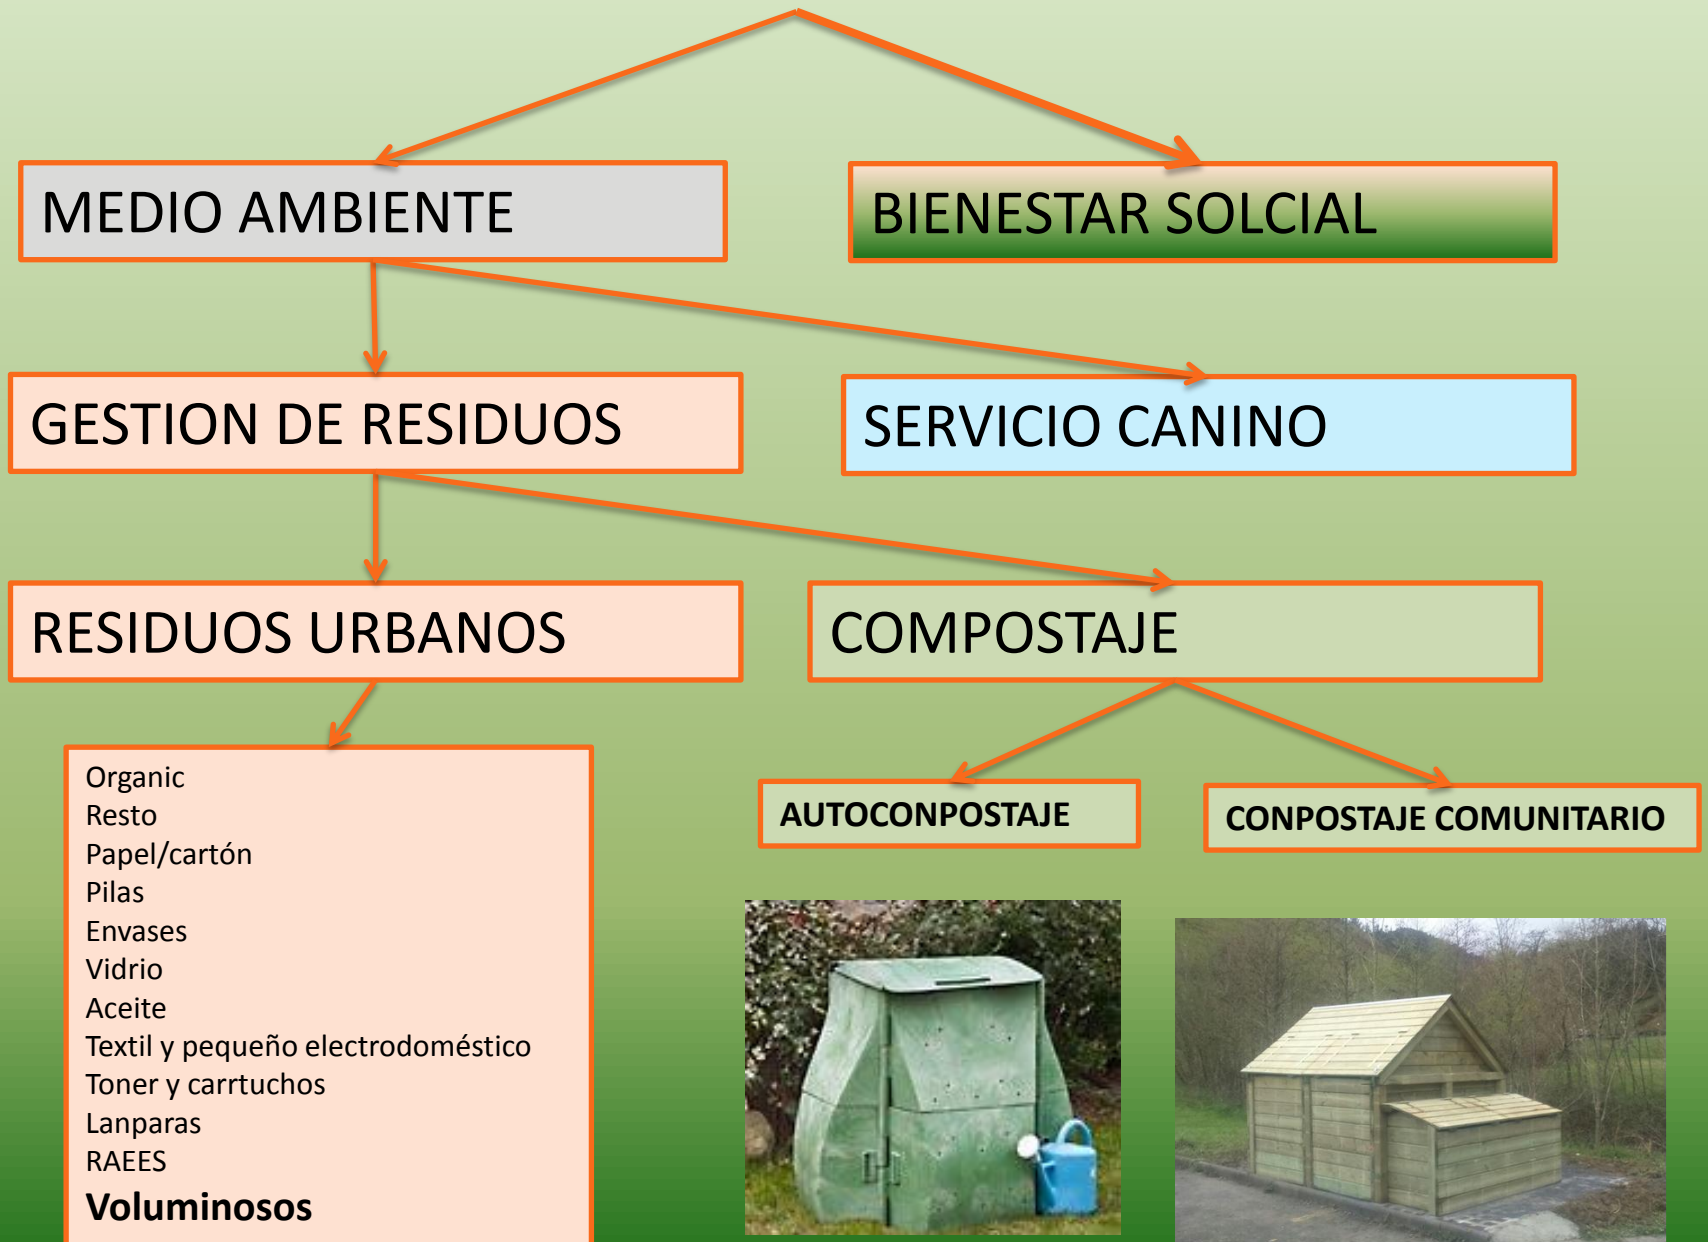 MEDIO AMBIENTE
BIENESTAR SOLCIAL
GESTION DE RESIDUOS
SERVICIO CANINO
RESIDUOS URBANOS
COMPOSTAJE
Organic
Resto
Papel/cartón
Pilas
Envases
Vidrio
Aceite
Textil y pequeño electrodoméstico
Toner y carrtuchos
Lanparas
RAEES
Voluminosos
AUTOCONPOSTAJE
CONPOSTAJE COMUNITARIO